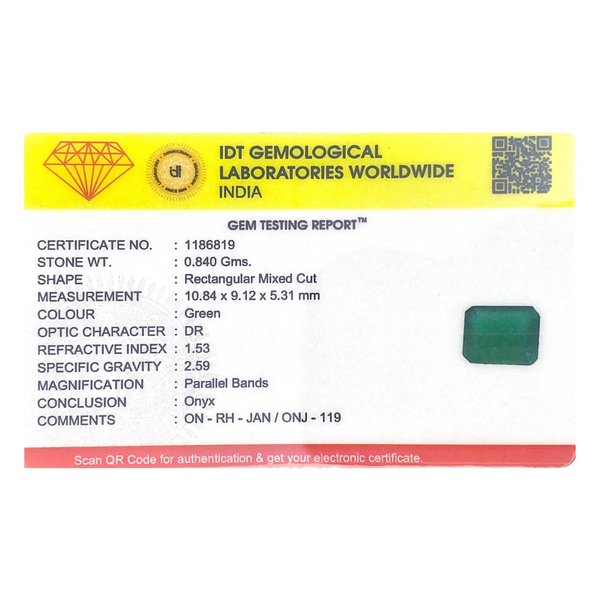 IDT GEMOLOGICAL
LABORATORIES WORLDWIDE
INDIA
GEM TESTING REPORT™
CERTIFICATE NO. : 1186819
STONE WT. : 0.840 Gms.
SHAPE : Rectangular Mixed Cut
MEASUREMENT : 10.84 x 9.12 x 5.31 mm
COLOUR : Green
OPTIC CHARACTER : DR
REFRACTIVE INDEX : 1.53
SPECIFIC GRAVITY : 2.59
MAGNIFICATION : Parallel Bands
CONCLUSION : Onyx
COMMENTS : ON - RH - JAN / ONJ - 119
Scan QR Code for authentication & get your electronic certificate.